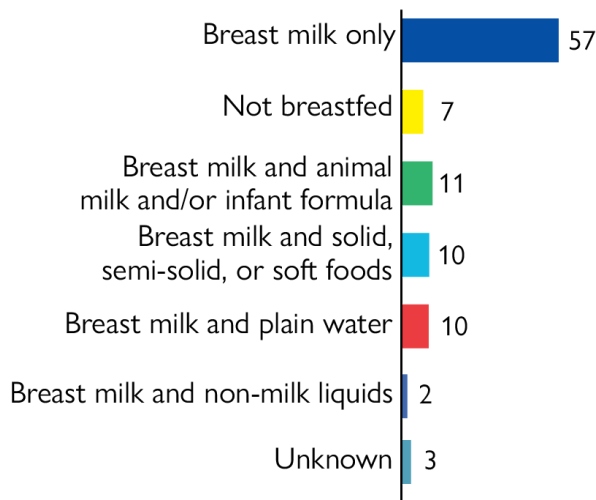 Breast milk only 57
Not breastfed 7
Breast milk and animal
milk and/or infant formula 11
Breast milk and solid,
semi-solid, or soft foods 10
Breast milk and plain water 10
Breast milk and non-milk liquids 2
Unknown 3